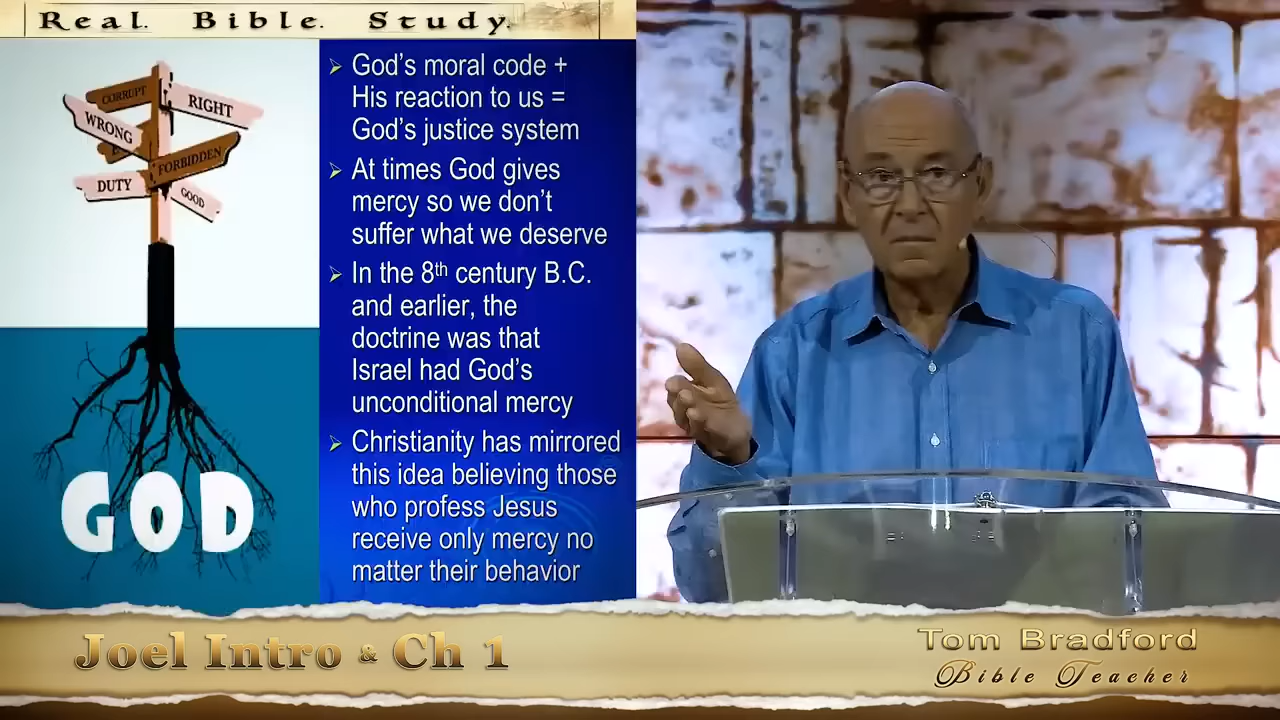 Real. Bible. Study.
CORRUPT
RIGHT
WRONG
FORBIDDEN
DUTY
GOOD
GOD
God's moral code +
His reaction to us =
God's justice system
At times God gives
mercy so we don't
suffer what we deserve
In the 8th century B.C.
and earlier, the
doctrine was that
Israel had God's
unconditional mercy
Christianity has mirrored
this idea believing those
who profess Jesus
receive only mercy no
matter their behavior
Joel Intro & Ch 1
Tom Bradford
Bible Teacher